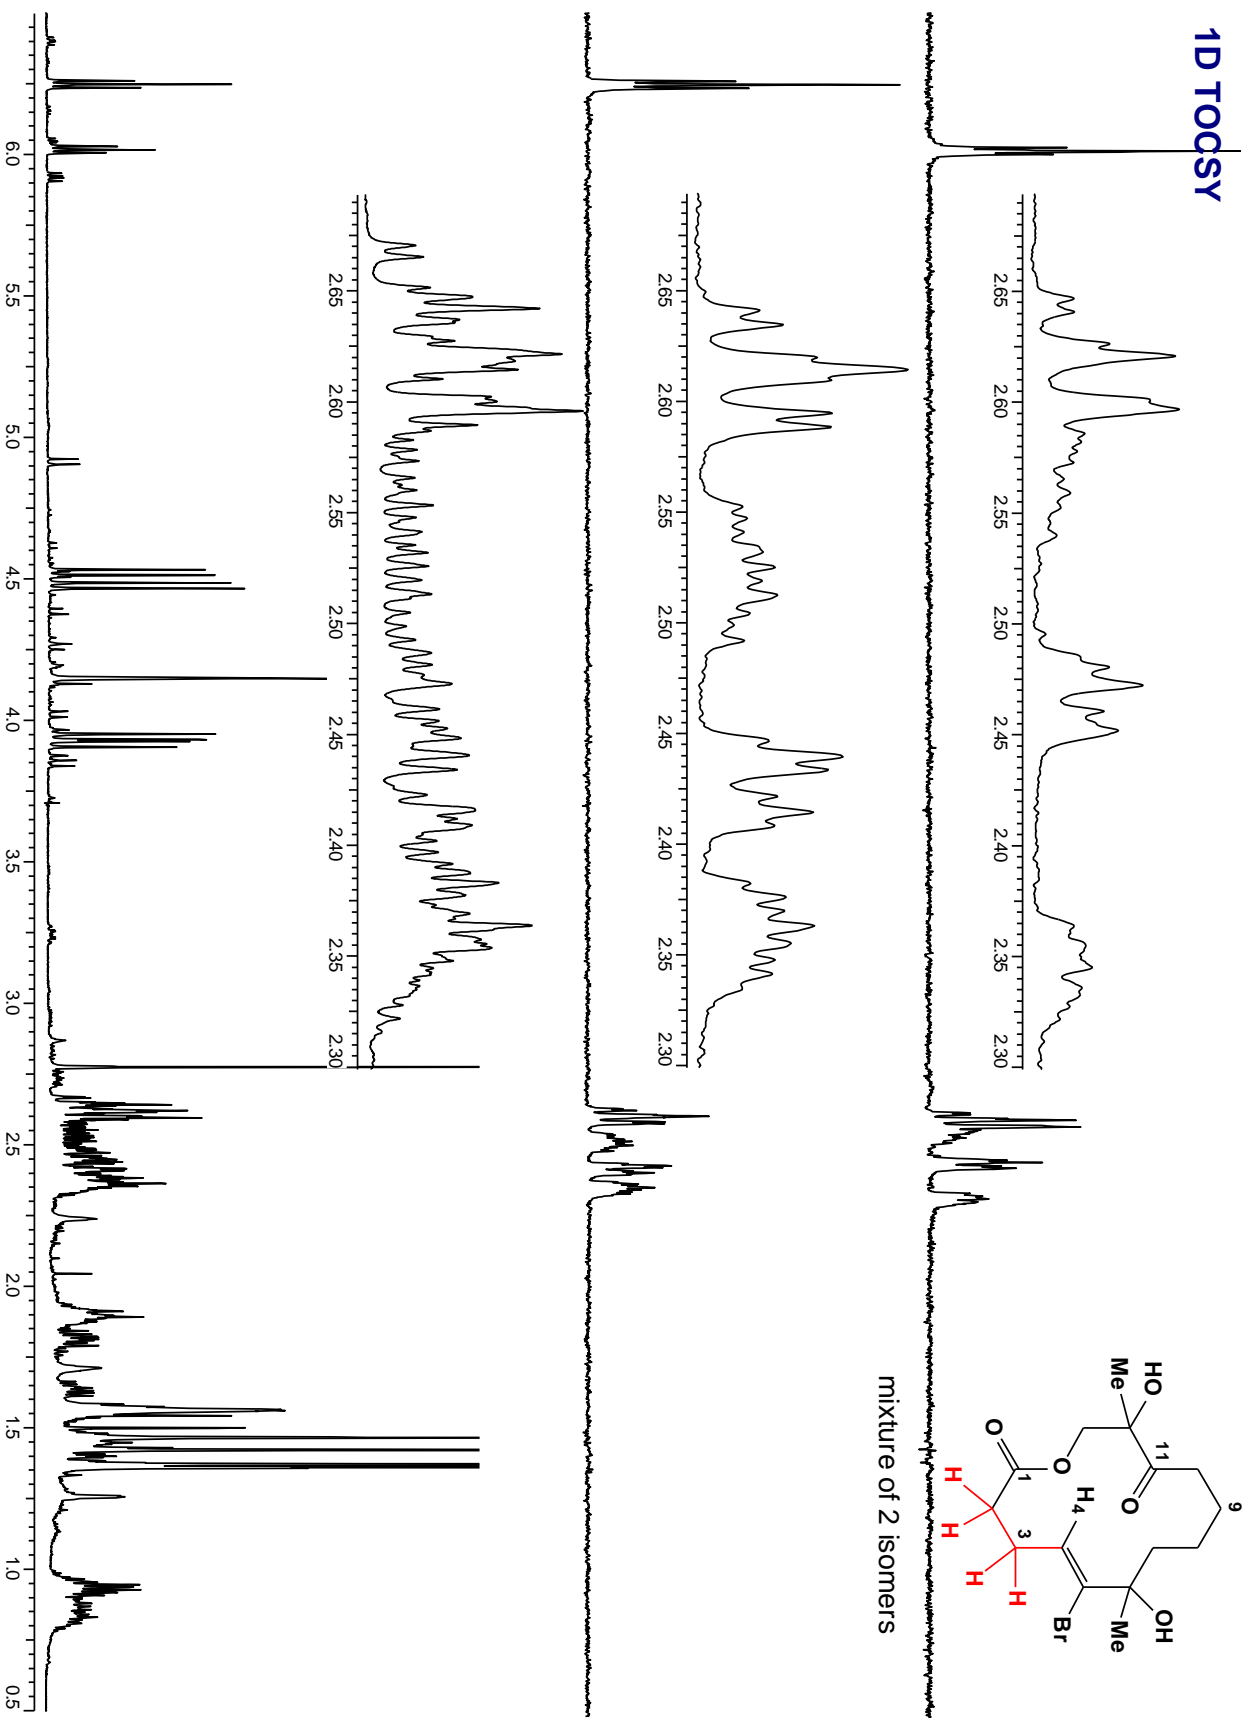 1D TOCSY
HO
Me
11
O
9
O
O
1
H
H
3
H
H
H4
Br
Me
OH
mixture of 2 isomers
2.65 2.60 2.55 2.50 2.45 2.40 2.35 2.30
2.65 2.60 2.55 2.50 2.45 2.40 2.35 2.30
2.65 2.60 2.55 2.50 2.45 2.40 2.35 2.30
6.0 5.5 5.0 4.5 4.0 3.5 3.0 2.5 2.0 1.5 1.0 0.5